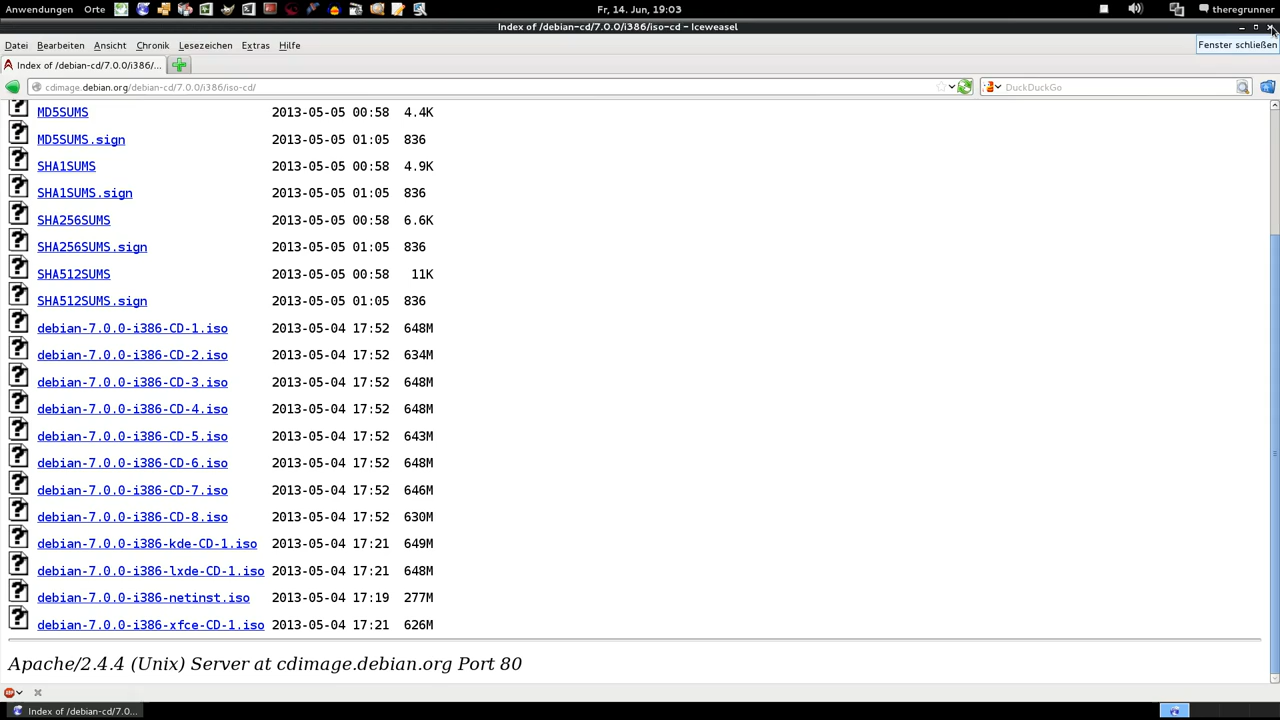 Anwendungen Orte Fr, 14. Jun, 19:03 theregrunner
Index of /debian-cd/7.0.0/i386/iso-cd - Iceweasel
Datei Bearbeiten Ansicht Chronik Lesezeichen Extras Hilfe Fenster schließen
Index of /debian-cd/7.0.0/i386/...
cdimage.debian.org/debian-cd/7.0.0/i386/iso-cd/ DuckDuckGo
MD5SUMS 2013-05-05 00:58 4.4K
MD5SUMS.sign 2013-05-05 01:05 836
SHA1SUMS 2013-05-05 00:58 4.9K
SHA1SUMS.sign 2013-05-05 01:05 836
SHA256SUMS 2013-05-05 00:58 6.6K
SHA256SUMS.sign 2013-05-05 01:05 836
SHA512SUMS 2013-05-05 00:58 11K
SHA512SUMS.sign 2013-05-05 01:05 836
debian-7.0.0-i386-CD-1.iso 2013-05-04 17:52 648M
debian-7.0.0-i386-CD-2.iso 2013-05-04 17:52 634M
debian-7.0.0-i386-CD-3.iso 2013-05-04 17:52 648M
debian-7.0.0-i386-CD-4.iso 2013-05-04 17:52 648M
debian-7.0.0-i386-CD-5.iso 2013-05-04 17:52 643M
debian-7.0.0-i386-CD-6.iso 2013-05-04 17:52 648M
debian-7.0.0-i386-CD-7.iso 2013-05-04 17:52 646M
debian-7.0.0-i386-CD-8.iso 2013-05-04 17:52 630M
debian-7.0.0-i386-kde-CD-1.iso 2013-05-04 17:21 649M
debian-7.0.0-i386-lxde-CD-1.iso 2013-05-04 17:21 648M
debian-7.0.0-i386-netinst.iso 2013-05-04 17:19 277M
debian-7.0.0-i386-xfce-CD-1.iso 2013-05-04 17:21 626M
Apache/2.4.4 (Unix) Server at cdimage.debian.org Port 80
Index of /debian-cd/7.0...